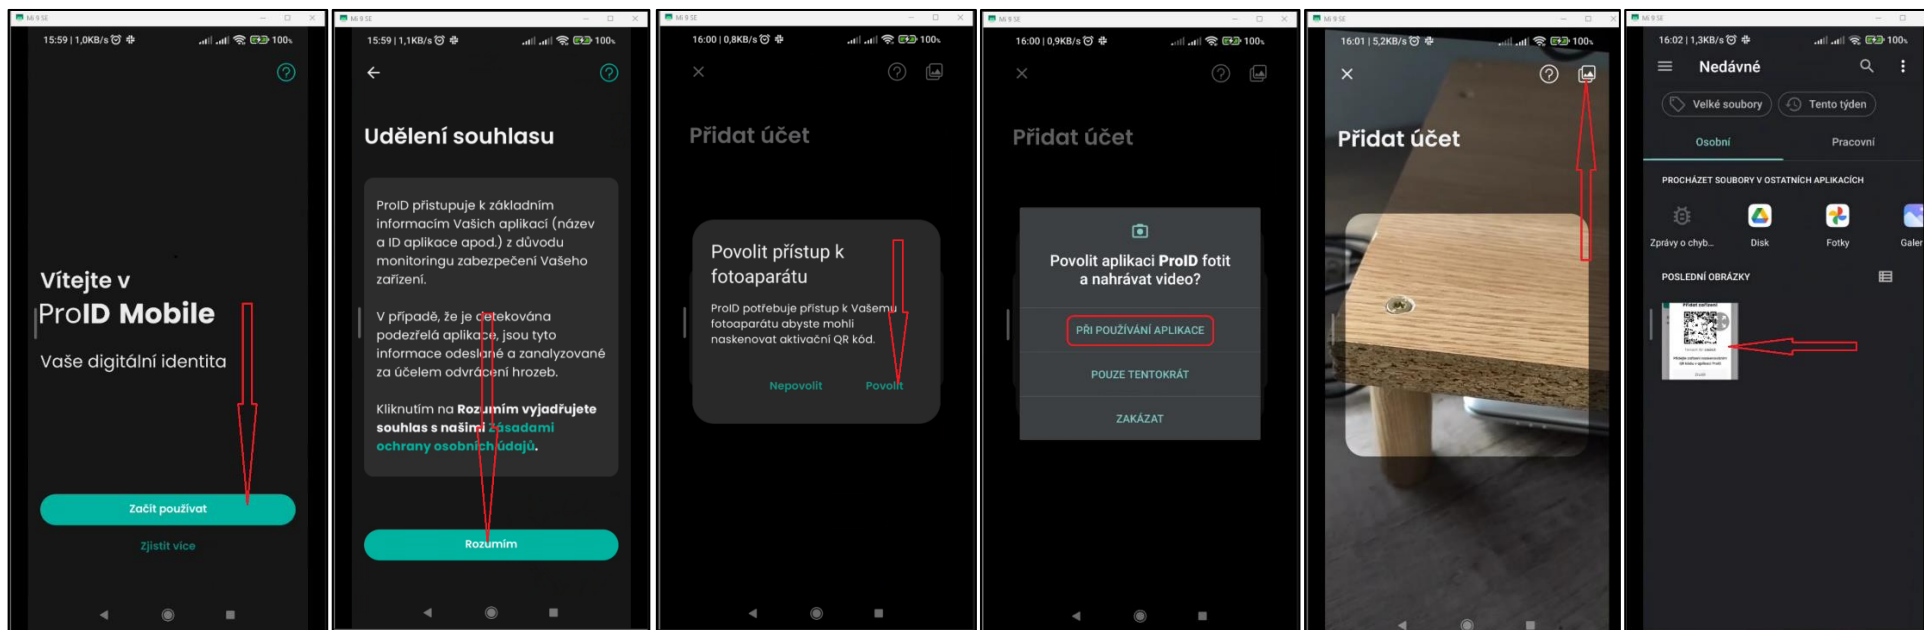 Mi 9 SE
15:59 | 1,0KB/s
100%
Vítejte v
ProID Mobile
Vaše digitální identita
Začít používat
Zjistit více
Mi 9 SE
15:59 | 1,1KB/s
100%
Udělení souhlasu
ProID přistupuje k základním
informacím Vašich aplikací (název
a ID aplikace apod.) z důvodu
monitoringu zabezpečení Vašeho
zařízení.
V případě, že je detekována
podezřelá aplikace, jsou tyto
informace odeslané a zanalyzované
za účelem odvrácení hrozeb.
Kliknutím na Rozumím vyjadřujete
souhlas s našimi Zásadami
ochrany osobních údajů.
Rozumím
Mi 9 SE
16:00 | 0,8KB/s
100%
Přidat účet
Povolit přístup k
fotoaparátu
ProID potřebuje přístup k Vašemu
fotoaparátu abyste mohli
naskenovat aktivační QR kód.
Nepovolit
Povolit
Mi 9 SE
16:00 | 0,9KB/s
100%
Přidat účet
Povolit aplikaci ProID fotit
a nahrávat video?
PŘI POUŽÍVÁNÍ APLIKACE
POUZE TENTOKRÁT
ZAKÁZAT
Mi 9 SE
16:01 | 5,2KB/s
100%
Přidat účet
Mi 9 SE
16:02 | 1,3KB/s
100%
Nedávné
Velké soubory
Tento týden
Osobní
Pracovní
PROCHÁZET SOUBORY V OSTATNÍCH APLIKACÍCH
Zprávy o chyb…
Disk
Fotky
Galer
POSLEDNÍ OBRÁZKY
Přidat zařízení